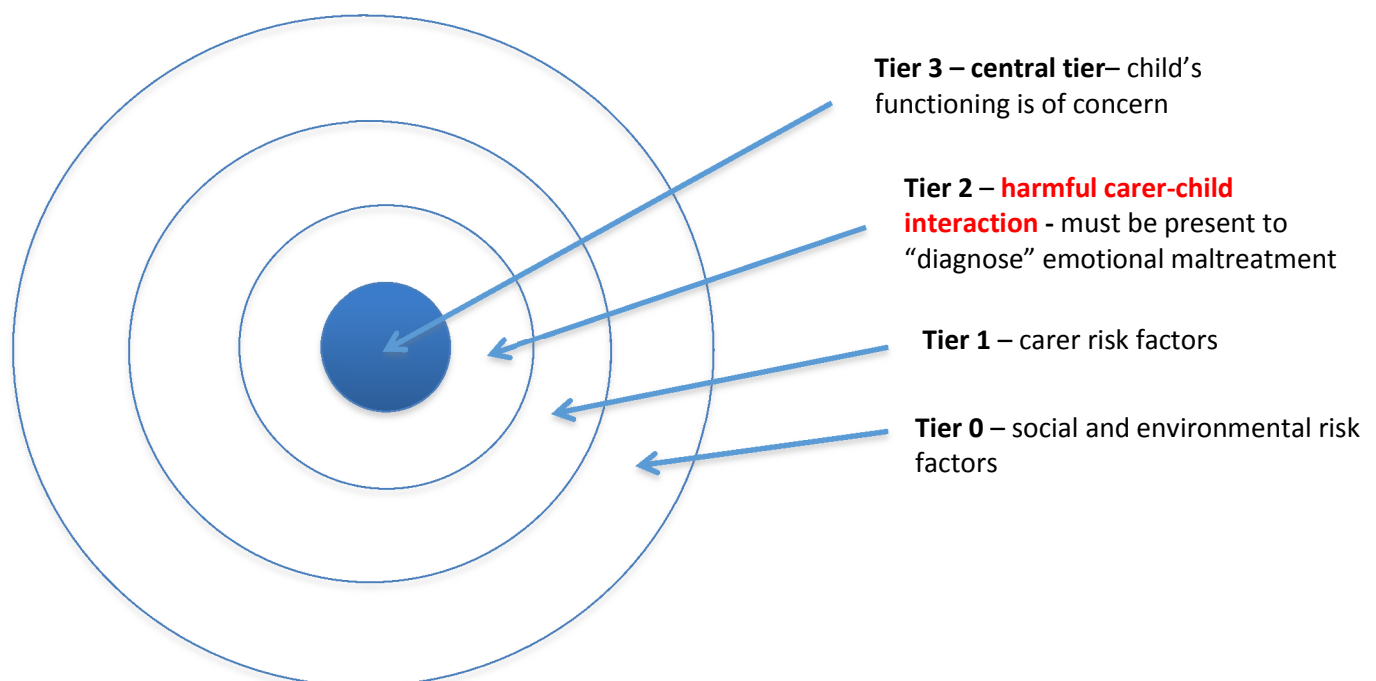 Tier 3 – central tier– child’s
functioning is of concern
Tier 2 – harmful carer-child
interaction - must be present to
“diagnose” emotional maltreatment
Tier 1 – carer risk factors
Tier 0 – social and environmental risk
factors